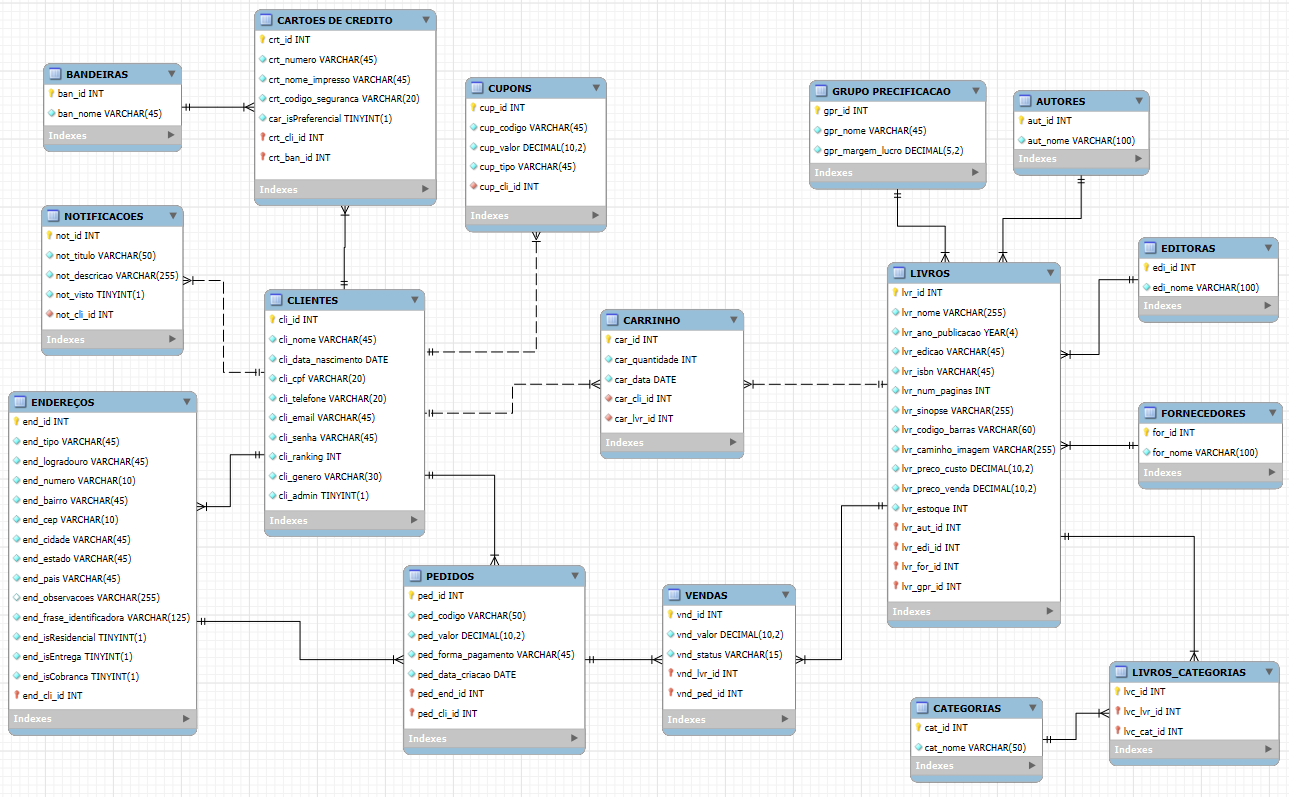 CARTOES DE CREDITO
crt_id INT
crt_numero VARCHAR(45)
crt_nome_impresso VARCHAR(45)
crt_codigo_seguranca VARCHAR(20)
car_isPreferencial TINYINT(1)
crt_cli_id INT
crt_ban_id INT
Indexes
BANDEIRAS
ban_id INT
ban_nome VARCHAR(45)
Indexes
CUPONS
cup_id INT
cup_codigo VARCHAR(45)
cup_valor DECIMAL(10,2)
cup_tipo VARCHAR(45)
cup_cli_id INT
Indexes
GRUPO PRECIFICACAO
gpr_id INT
gpr_nome VARCHAR(45)
gpr_margem_lucro DECIMAL(5,2)
Indexes
AUTORES
aut_id INT
aut_nome VARCHAR(100)
Indexes
NOTIFICACOES
not_id INT
not_titulo VARCHAR(50)
not_descricao VARCHAR(255)
not_visto TINYINT(1)
not_cli_id INT
Indexes
CLIENTES
cli_id INT
cli_nome VARCHAR(45)
cli_data_nascimento DATE
cli_cpf VARCHAR(20)
cli_telefone VARCHAR(20)
cli_email VARCHAR(45)
cli_senha VARCHAR(45)
cli_ranking INT
cli_genero VARCHAR(30)
cli_admin TINYINT(1)
Indexes
CARRINHO
car_id INT
car_quantidade INT
car_data DATE
car_cli_id INT
car_lvr_id INT
Indexes
LIVROS
lvr_id INT
lvr_nome VARCHAR(255)
lvr_ano_publicacao YEAR(4)
lvr_edicao VARCHAR(45)
lvr_isbn VARCHAR(45)
lvr_num_paginas INT
lvr_sinopse VARCHAR(255)
lvr_codigo_barras VARCHAR(60)
lvr_caminho_imagem VARCHAR(255)
lvr_preco_custo DECIMAL(10,2)
lvr_preco_venda DECIMAL(10,2)
lvr_estoque INT
lvr_aut_id INT
lvr_edi_id INT
lvr_for_id INT
lvr_gpr_id INT
Indexes
EDITORAS
edi_id INT
edi_nome VARCHAR(100)
Indexes
FORNECEDORES
for_id INT
for_nome VARCHAR(100)
Indexes
ENDEREÇOS
end_id INT
end_tipo VARCHAR(45)
end_logradouro VARCHAR(45)
end_numero VARCHAR(10)
end_bairro VARCHAR(45)
end_cep VARCHAR(10)
end_cidade VARCHAR(45)
end_estado VARCHAR(45)
end_pais VARCHAR(45)
end_observacoes VARCHAR(255)
end_frase_identificadora VARCHAR(125)
end_isResidencial TINYINT(1)
end_isEntrega TINYINT(1)
end_isCobranca TINYINT(1)
end_cli_id INT
Indexes
PEDIDOS
ped_id INT
ped_codigo VARCHAR(50)
ped_valor DECIMAL(10,2)
ped_forma_pagamento VARCHAR(45)
ped_data_criacao DATE
ped_end_id INT
ped_cli_id INT
Indexes
VENDAS
vnd_id INT
vnd_valor DECIMAL(10,2)
vnd_status VARCHAR(15)
vnd_lvr_id INT
vnd_ped_id INT
Indexes
CATEGORIAS
cat_id INT
cat_nome VARCHAR(50)
Indexes
LIVROS_CATEGORIAS
lvc_id INT
lvc_lvr_id INT
lvc_cat_id INT
Indexes